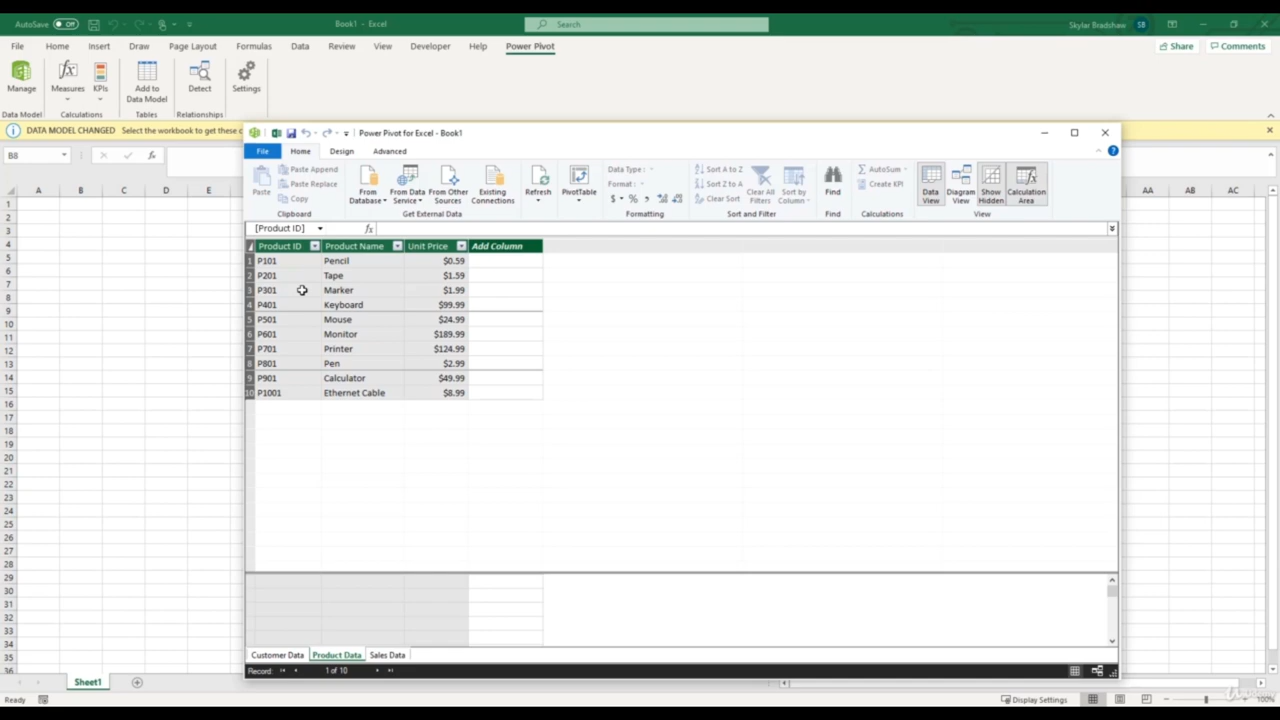 AutoSave Off Book1 - Excel Search Skylar Bradshaw SB
File Home Insert Draw Page Layout Formulas Data Review View Developer Help Power Pivot Share Comments
Manage Measures KPIs Add to Data Model Detect Settings
Data Model Calculations Tables Relationships
DATA MODEL CHANGED Select the workbook to get these c
B8 fx
A B C D E AA AB AC
Power Pivot for Excel - Book1
File Home Design Advanced
Paste Paste Append Paste Replace Copy
From Database From Data Service From Other Sources Existing Connections Refresh PivotTable
Data Type : Format : $ % ,
Sort A to Z Sort Z to A Clear Sort Clear All Filters Sort by Column
Find AutoSum Create KPI Data View Diagram View Show Hidden Calculation Area
Clipboard Get External Data Formatting Sort and Filter Find Calculations View
[Product ID] fx
Product ID Product Name Unit Price Add Column
1 P101 Pencil $0.59
2 P201 Tape $1.59
3 P301 Marker $1.99
4 P401 Keyboard $99.99
5 P501 Mouse $24.99
6 P601 Monitor $189.99
7 P701 Printer $124.99
8 P801 Pen $2.99
9 P901 Calculator $49.99
10 P1001 Ethernet Cable $8.99
1
2
3
4
5
6
7
8
9
10
11
12
13
14
15
16
17
18
19
20
21
22
23
24
25
26
27
28
29
30
31
32
33
34
35
36
Customer Data Product Data Sales Data
Record: 1 of 10
Sheet1
Ready Display Settings 100%